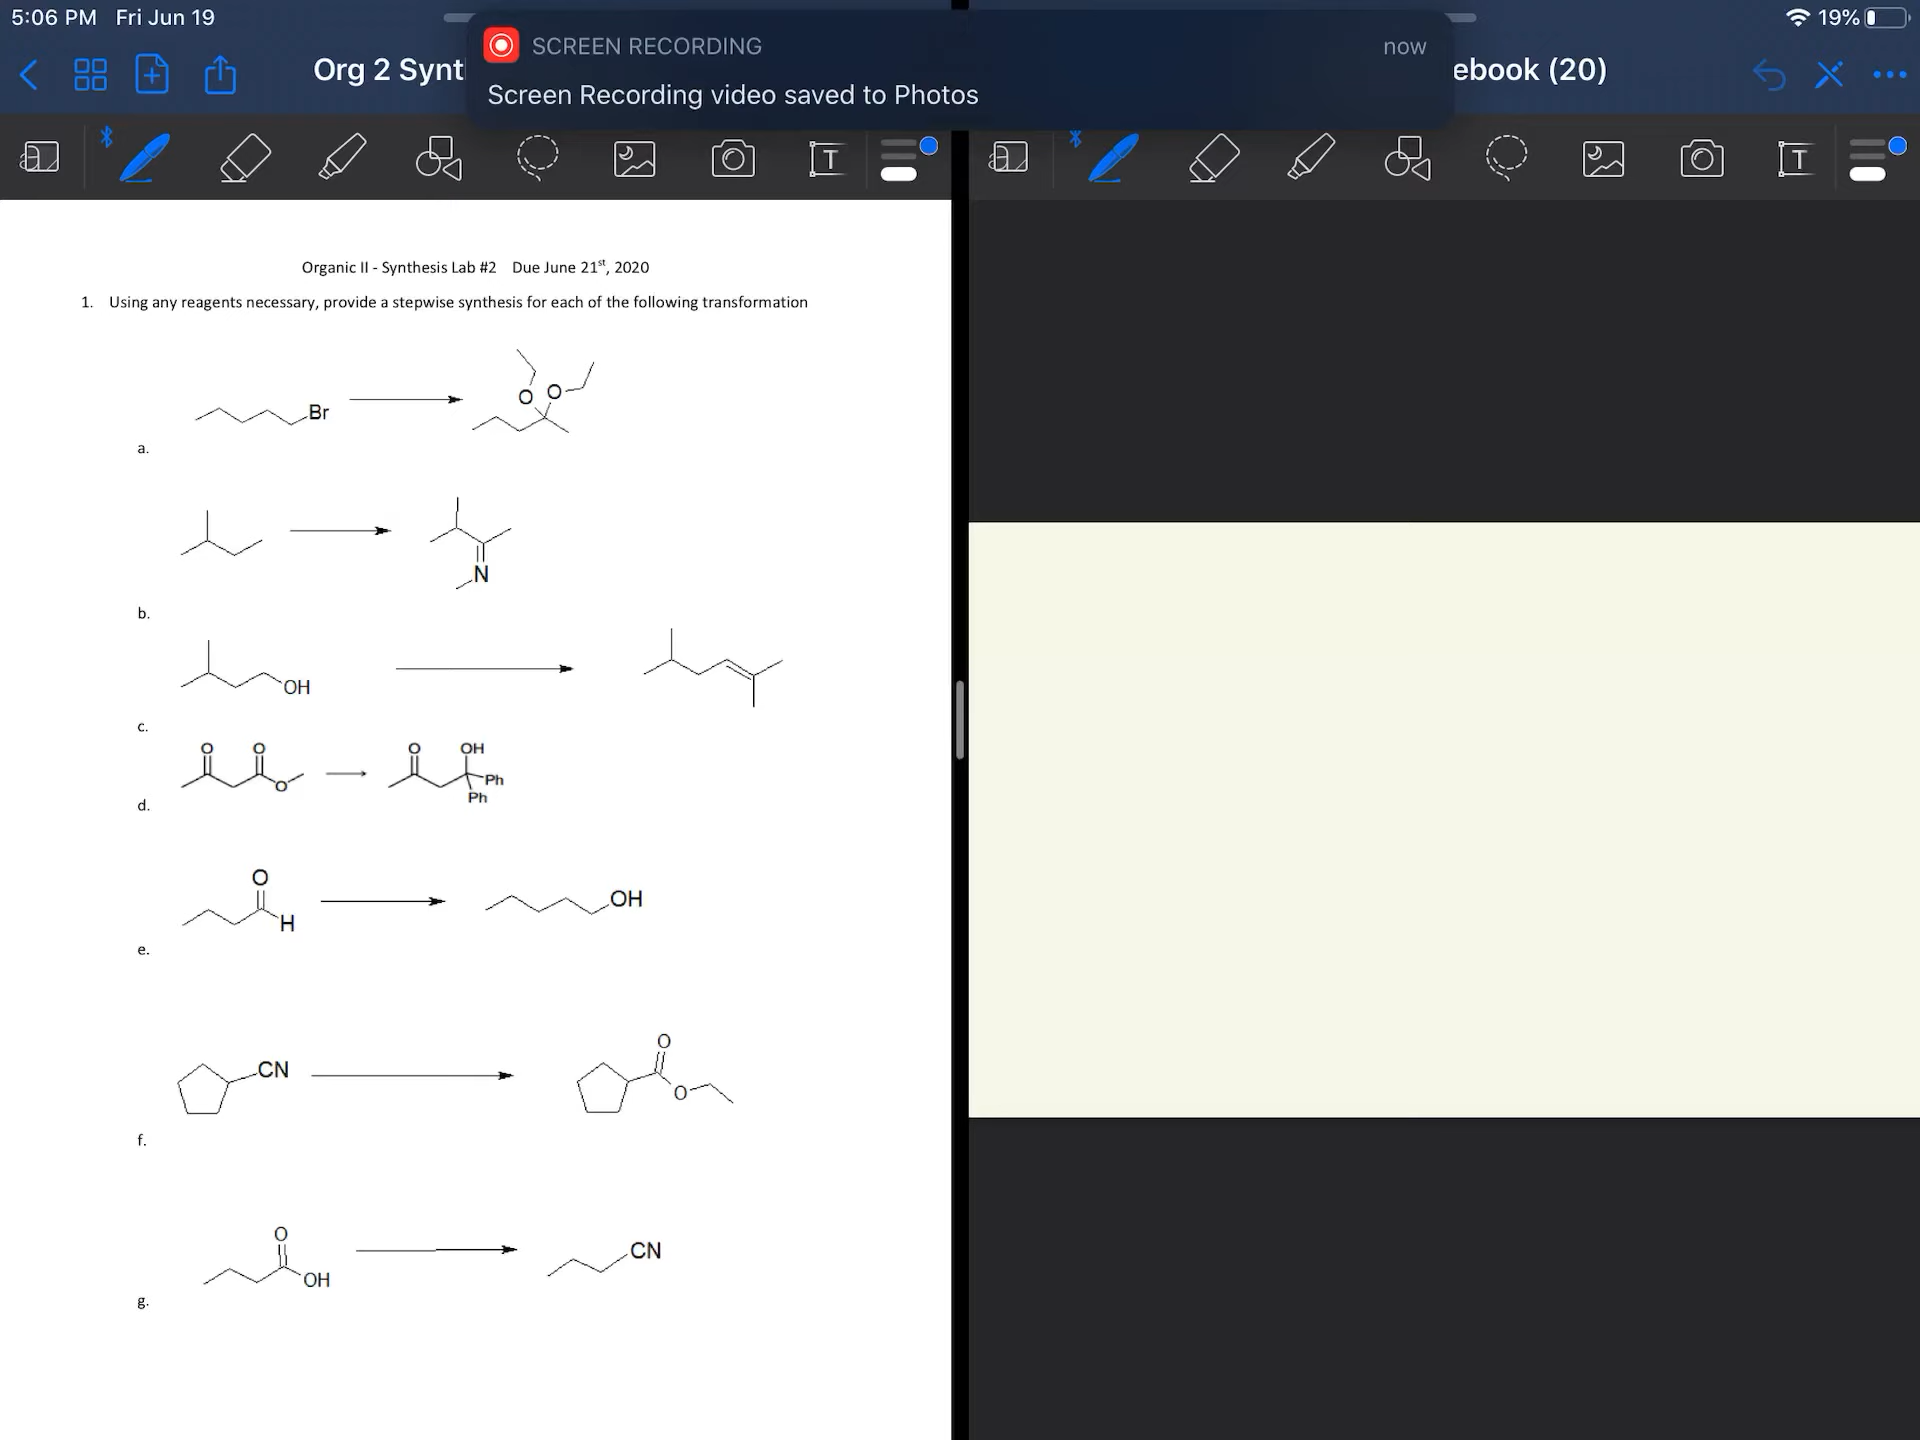 5:06 PM Fri Jun 19
19%
SCREEN RECORDING now
Screen Recording video saved to Photos
Org 2 Synt
ebook (20)
Organic II - Synthesis Lab #2 Due June 21st, 2020
1. Using any reagents necessary, provide a stepwise synthesis for each of the following transformation
Br
O O
a.
N
b.
OH
c.
O O O
O OH Ph Ph
d.
O H
OH
e.
CN
O O
f.
O OH
CN
g.